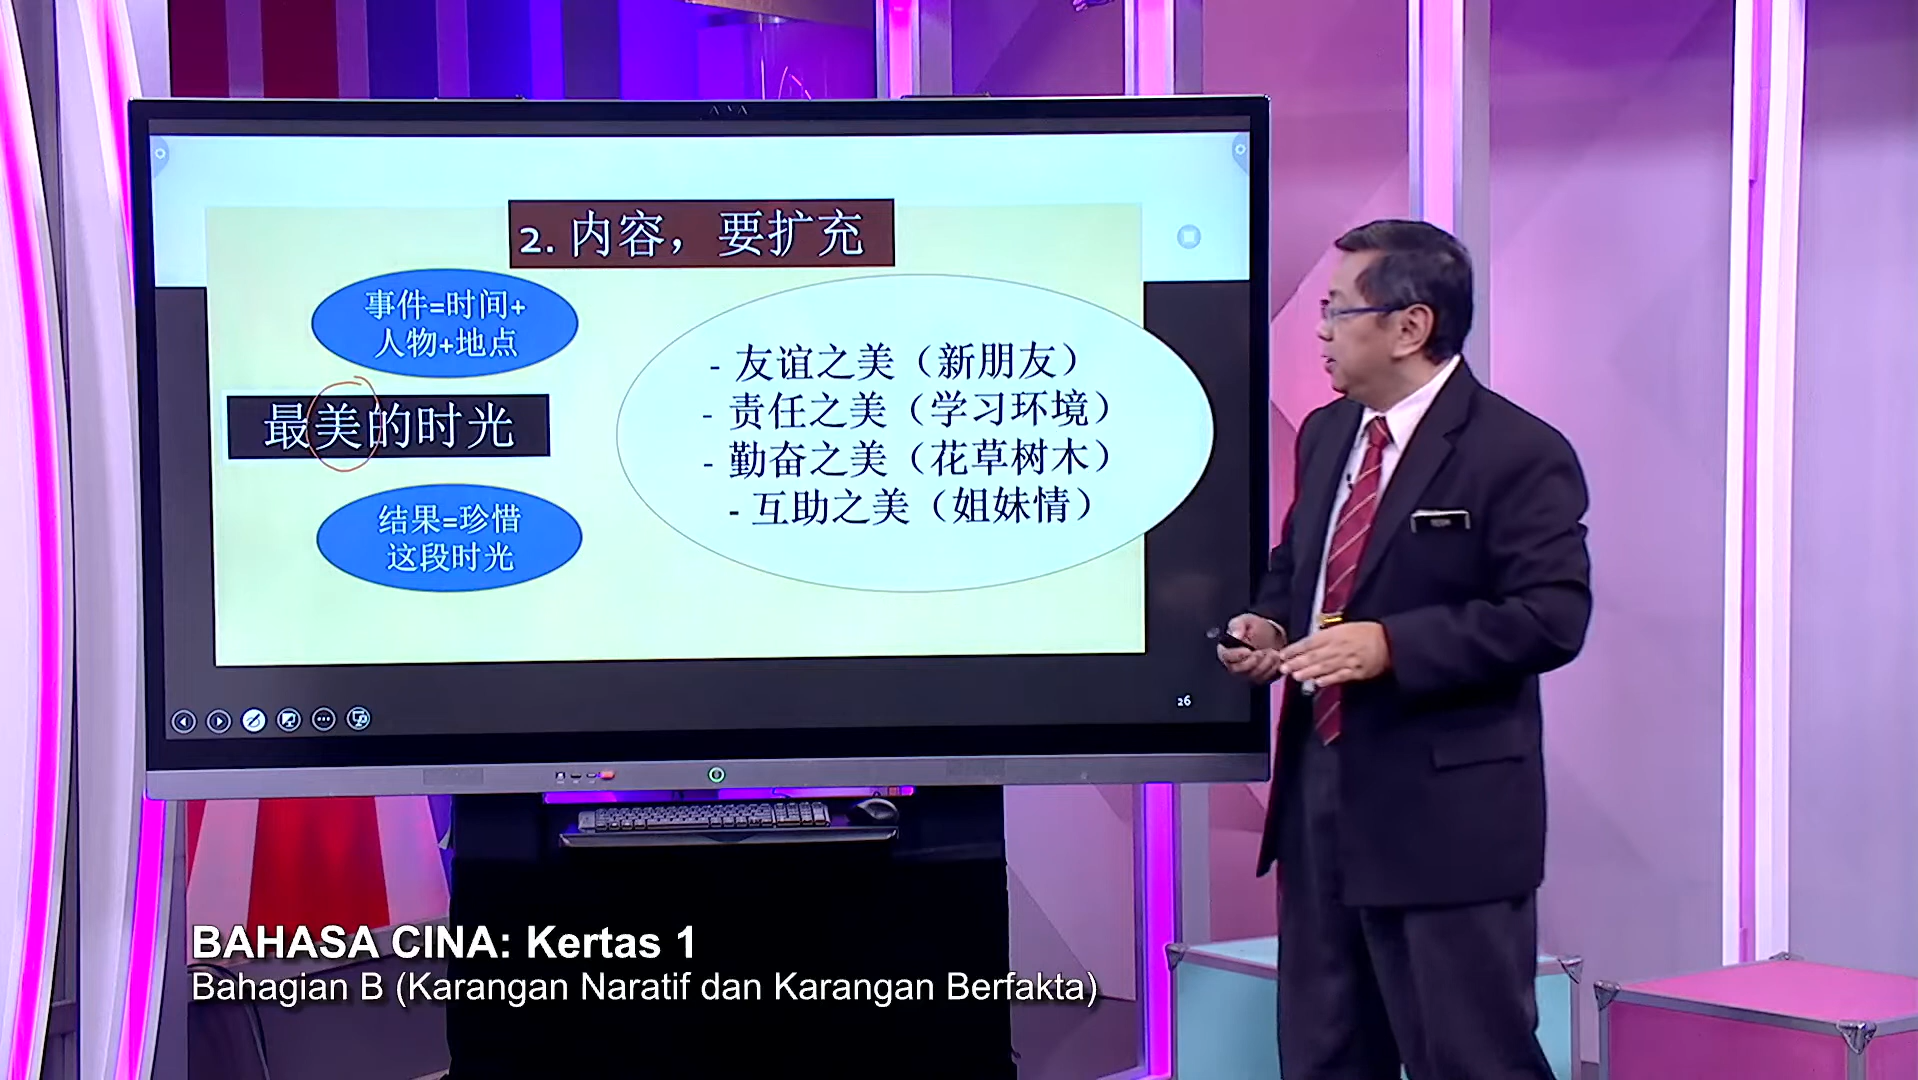 2. 内容，要扩充
事件=时间+
人物+地点
最美的时光
结果=珍惜
这段时光
- 友谊之美（新朋友）
- 责任之美（学习环境）
- 勤奋之美（花草树木）
- 互助之美（姐妹情）
26
BAHASA CINA: Kertas 1
Bahagian B (Karangan Naratif dan Karangan Berfakta)